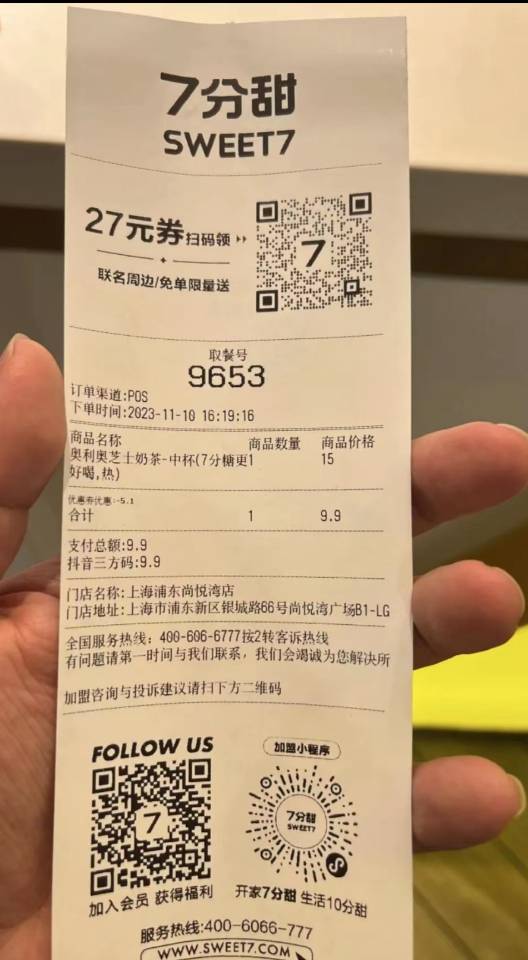 7分甜
SWEET7
27元券扫码领
联名周边/免单限量送
7
取餐号
9653
订单渠道:POS
下单时间:2023-11-10 16:19:16
商品名称 商品数量 商品价格
奥利奥芝士奶茶-中杯(7分糖更1 15
好喝,热)
优惠券优惠:-5.1
合计 1 9.9
支付总额:9.9
抖音三方码:9.9
门店名称:上海浦东尚悦湾店
门店地址:上海市浦东新区银城路66号尚悦湾广场B1-LG
全国服务热线: 400-606-6777按2转客诉热线
有问题请第一时间与我们联系, 我们会竭诚为您解决所
加盟咨询与投诉建议请扫下方二维码
FOLLOW US 加盟小程序
7 7分甜
SWEET7
加入会员 获得福利 开家7分甜 生活10分甜
服务热线:400-6066-777
WWW.SWEET7.COM